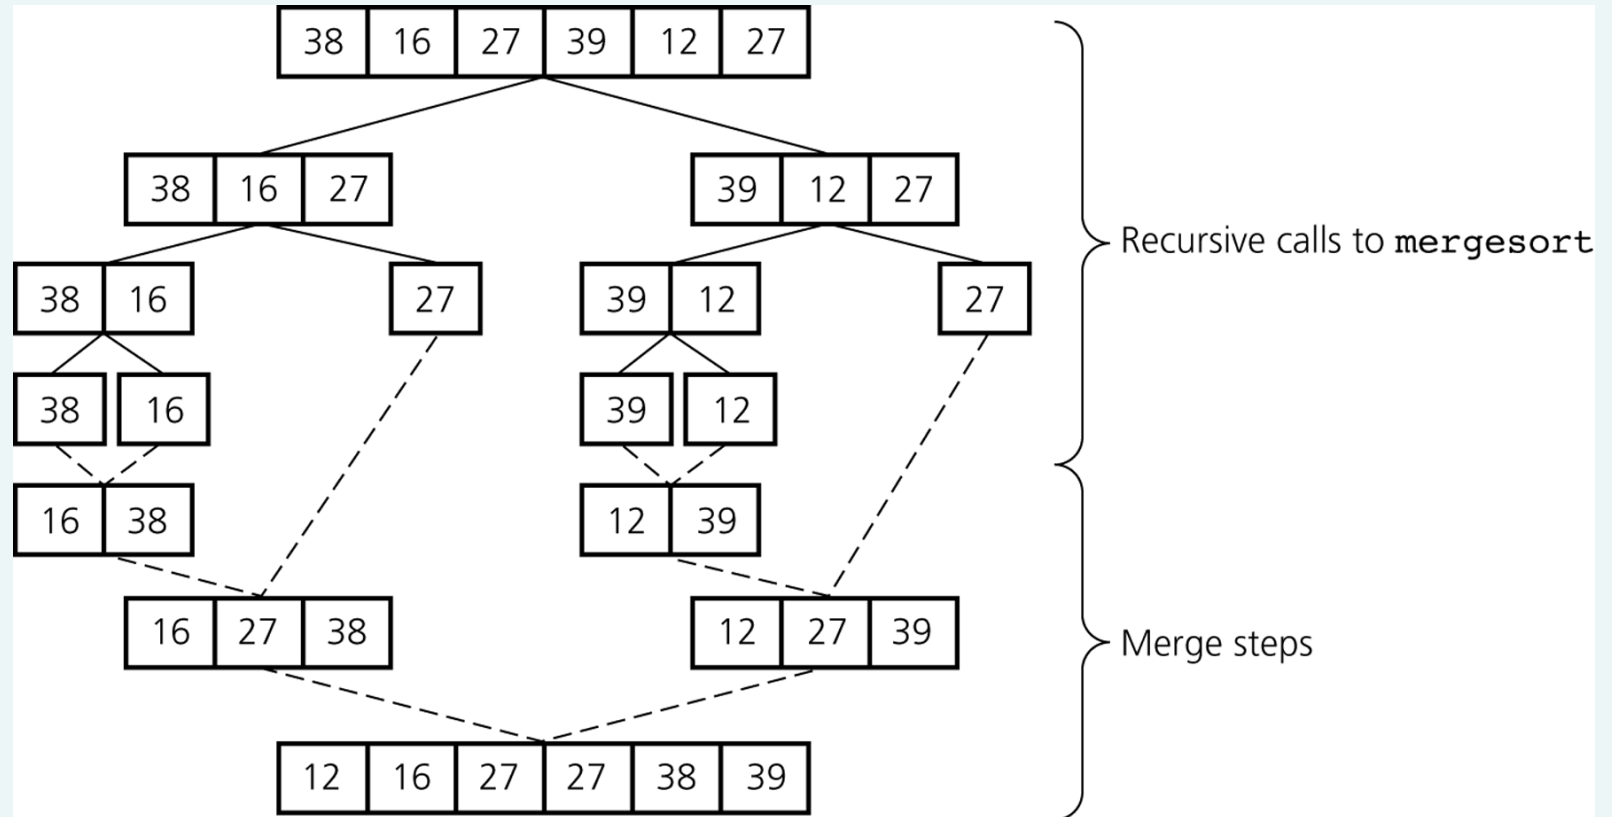 38 16 27 39 12 27
38 16 27 39 12 27
Recursive calls to mergesort
38 16 27 39 12 27
38 16 39 12
16 38 12 39
16 27 38 12 27 39
Merge steps
12 16 27 27 38 39